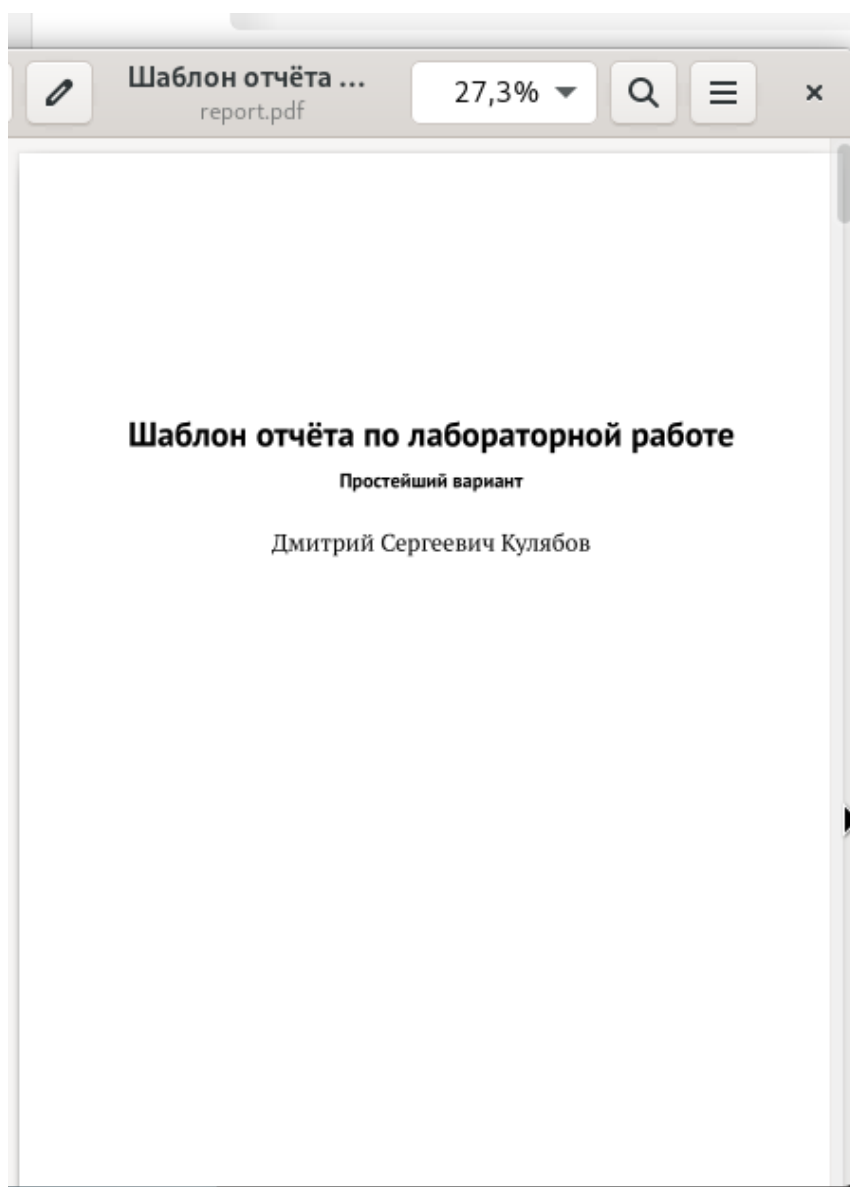 Шаблон отчёта ...
report.pdf
27,3%
Шаблон отчёта по лабораторной работе
Простейший вариант
Дмитрий Сергеевич Кулябов